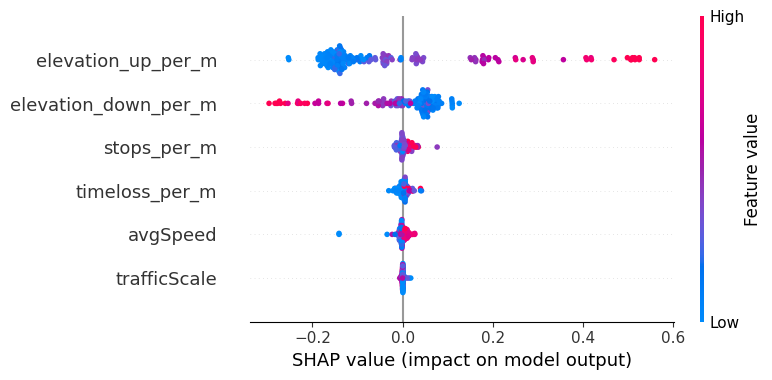 High
elevation_up_per_m
elevation_down_per_m
stops_per_m
timeloss_per_m
avgSpeed
trafficScale
Feature value
Low
−0.2 0.0 0.2 0.4 0.6
SHAP value (impact on model output)